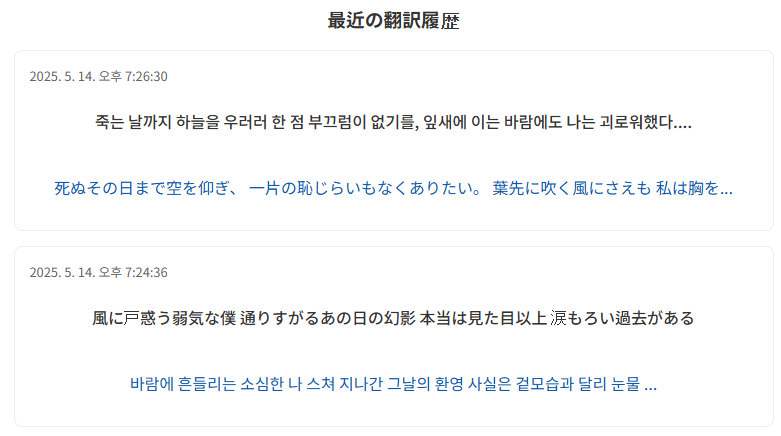 最近の翻訳履歴
2025. 5. 14. 오후 7:26:30
죽는 날까지 하늘을 우러러 한 점 부끄럼이 없기를, 잎새에 이는 바람에도 나는 괴로워했다....
死ぬその日まで空を仰ぎ、 一片の恥じらいもなくありたい。 葉先に吹く風にさえも 私は胸を...
2025. 5. 14. 오후 7:24:36
風に戸惑う弱気な僕 通りすがるあの日の幻影 本当は見た目以上 涙もろい過去がある
바람에 흔들리는 소심한 나 스쳐 지나간 그날의 환영 사실은 겉모습과 달리 눈물 ...